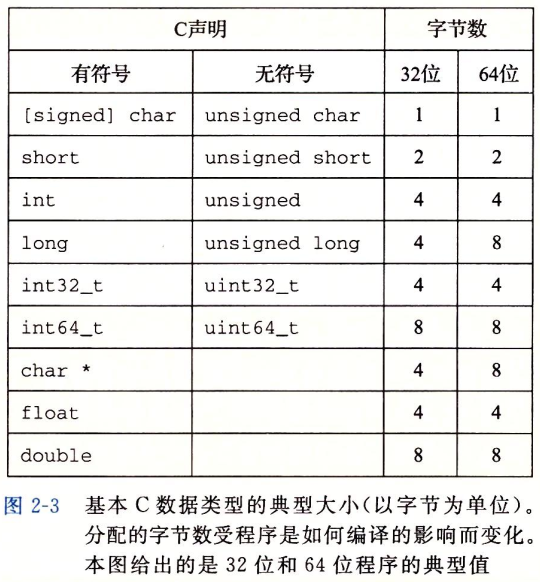 C声明 字节数
有符号 无符号 32位 64位
[signed] char unsigned char 1 1
short unsigned short 2 2
int unsigned 4 4
long unsigned long 4 8
int32_t uint32_t 4 4
int64_t uint64_t 8 8
char * 4 8
float 4 4
double 8 8
图 2-3 基本 C 数据类型的典型大小(以字节为单位)。
分配的字节数受程序是如何编译的影响而变化。
本图给出的是 32 位和 64 位程序的典型值